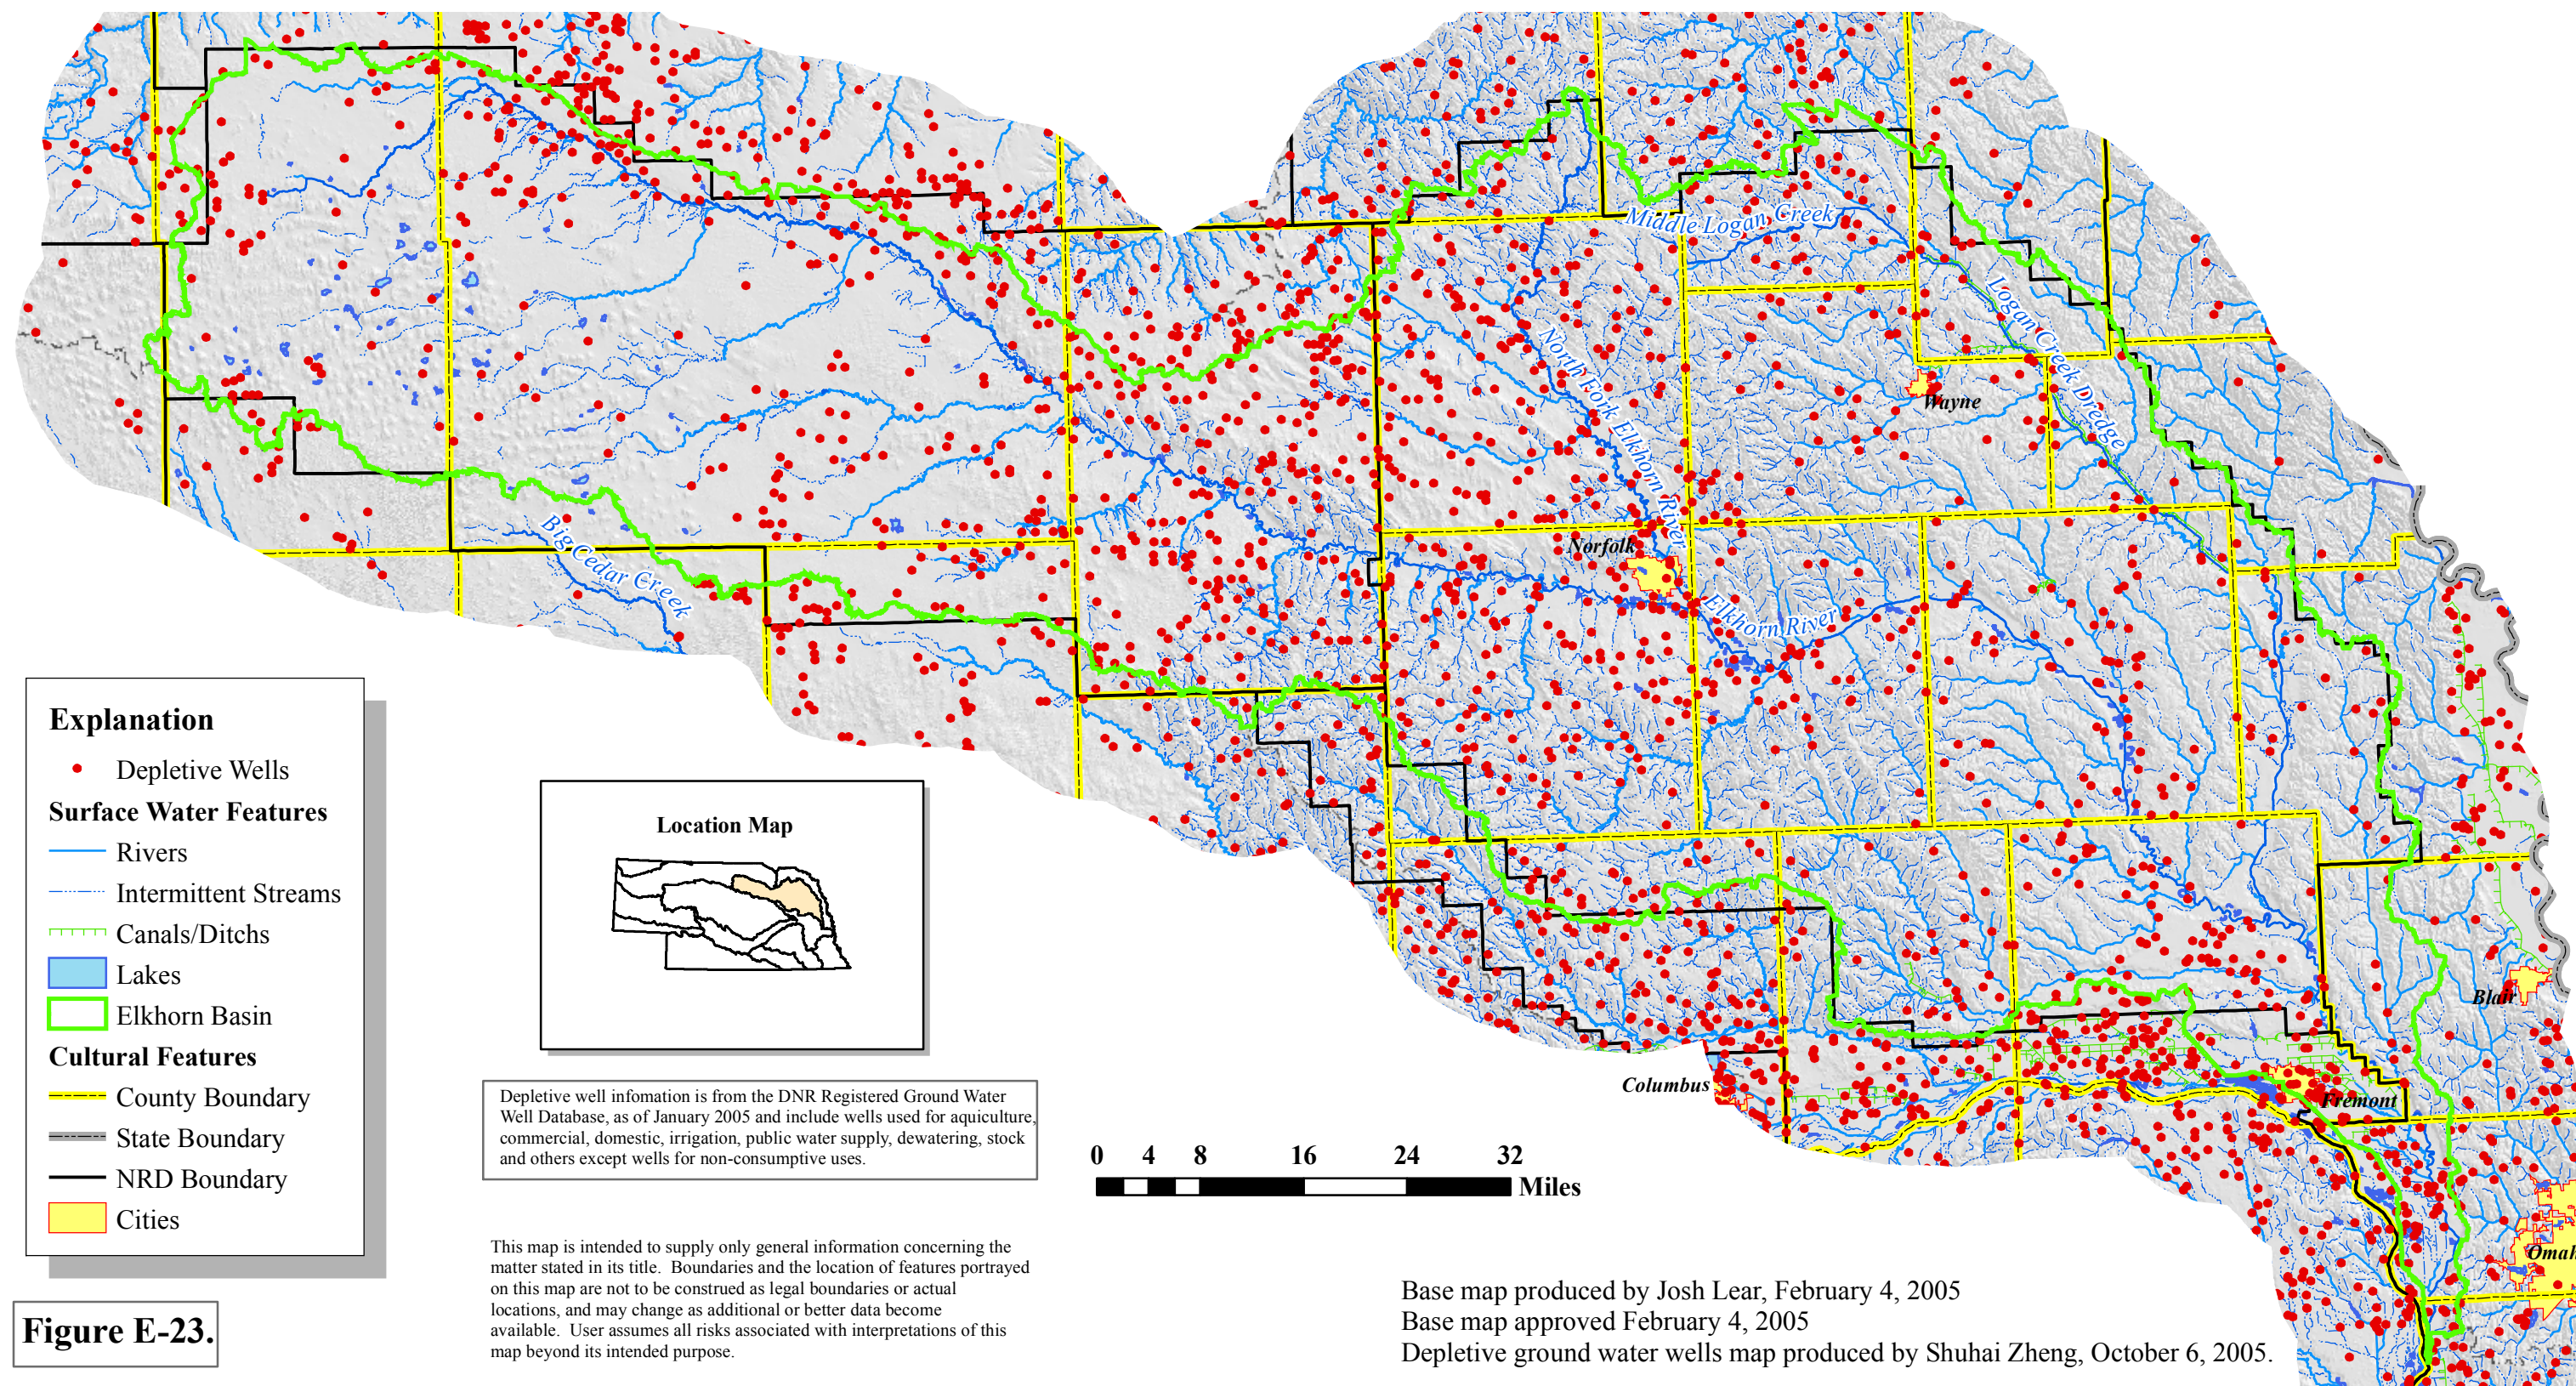 Middle Logan Creek
Logan Creek Dredge
North Fork Elkhorn River
Wayne
Norfolk
Big Cedar Creek
Elkhorn River
Columbus
Fremont
Blair
Omah
Explanation
Depletive Wells
Surface Water Features
Rivers
Intermittent Streams
Canals/Ditchs
Lakes
Elkhorn Basin
Cultural Features
County Boundary
State Boundary
NRD Boundary
Cities
Figure E-23.
Location Map
Depletive well infomation is from the DNR Registered Ground Water
Well Database, as of January 2005 and include wells used for aquiculture,
commercial, domestic, irrigation, public water supply, dewatering, stock
and others except wells for non-consumptive uses.
This map is intended to supply only general information concerning the
matter stated in its title. Boundaries and the location of features portrayed
on this map are not to be construed as legal boundaries or actual
locations, and may change as additional or better data become
available. User assumes all risks associated with interpretations of this
map beyond its intended purpose.
0 4 8 16 24 32
Miles
Base map produced by Josh Lear, February 4, 2005
Base map approved February 4, 2005
Depletive ground water wells map produced by Shuhai Zheng, October 6, 2005.